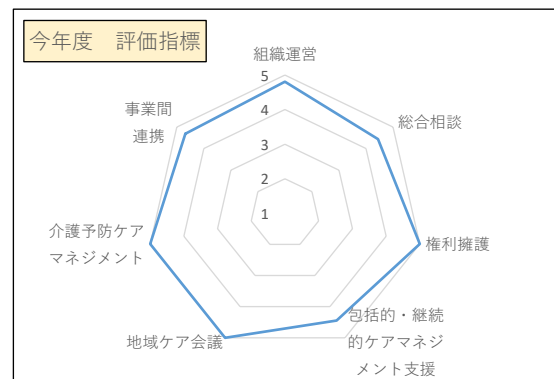 今年度　評価指標
組織運営
5
4
3
2
1
総合相談
権利擁護
包括的・継続
的ケアマネジ
メント支援
地域ケア会議
介護予防ケア
マネジメント
事業間
連携